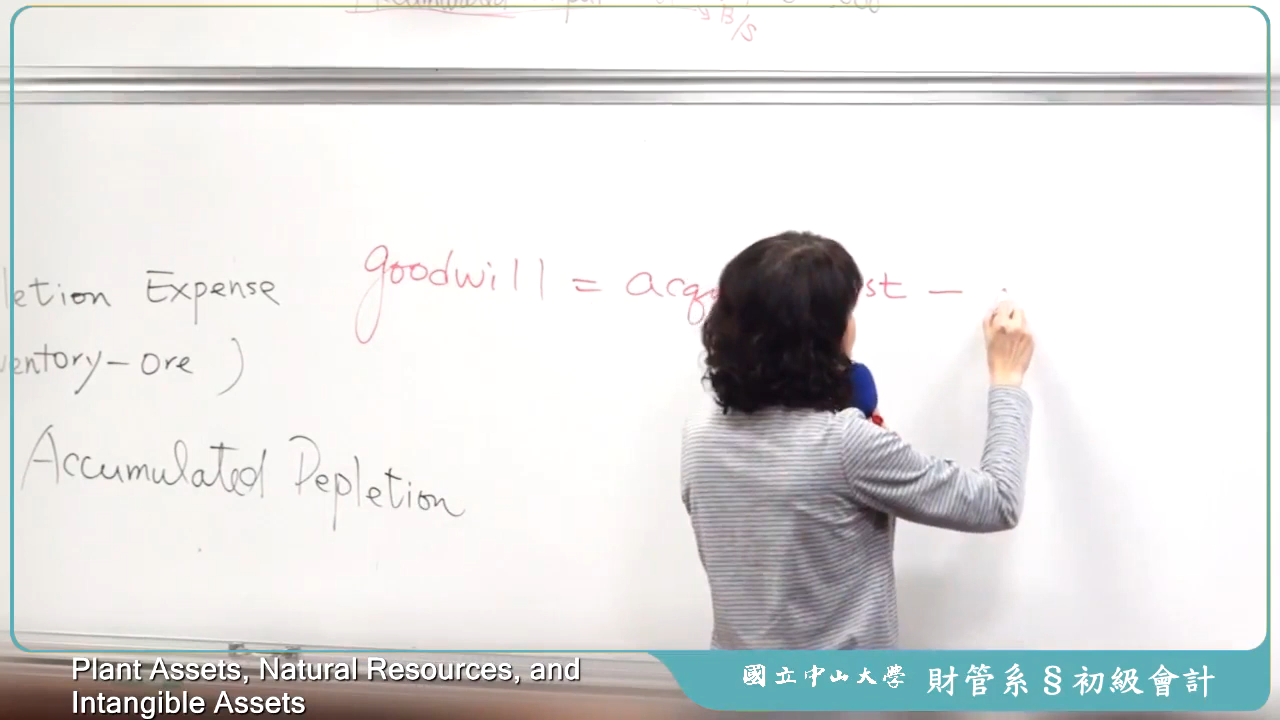 B/S
letion Expense
goodwill = acq st —
ventory - ore )
Accumulated Depletion
Plant Assets, Natural Resources, and
Intangible Assets
國立中山大學 財管系§初級會計